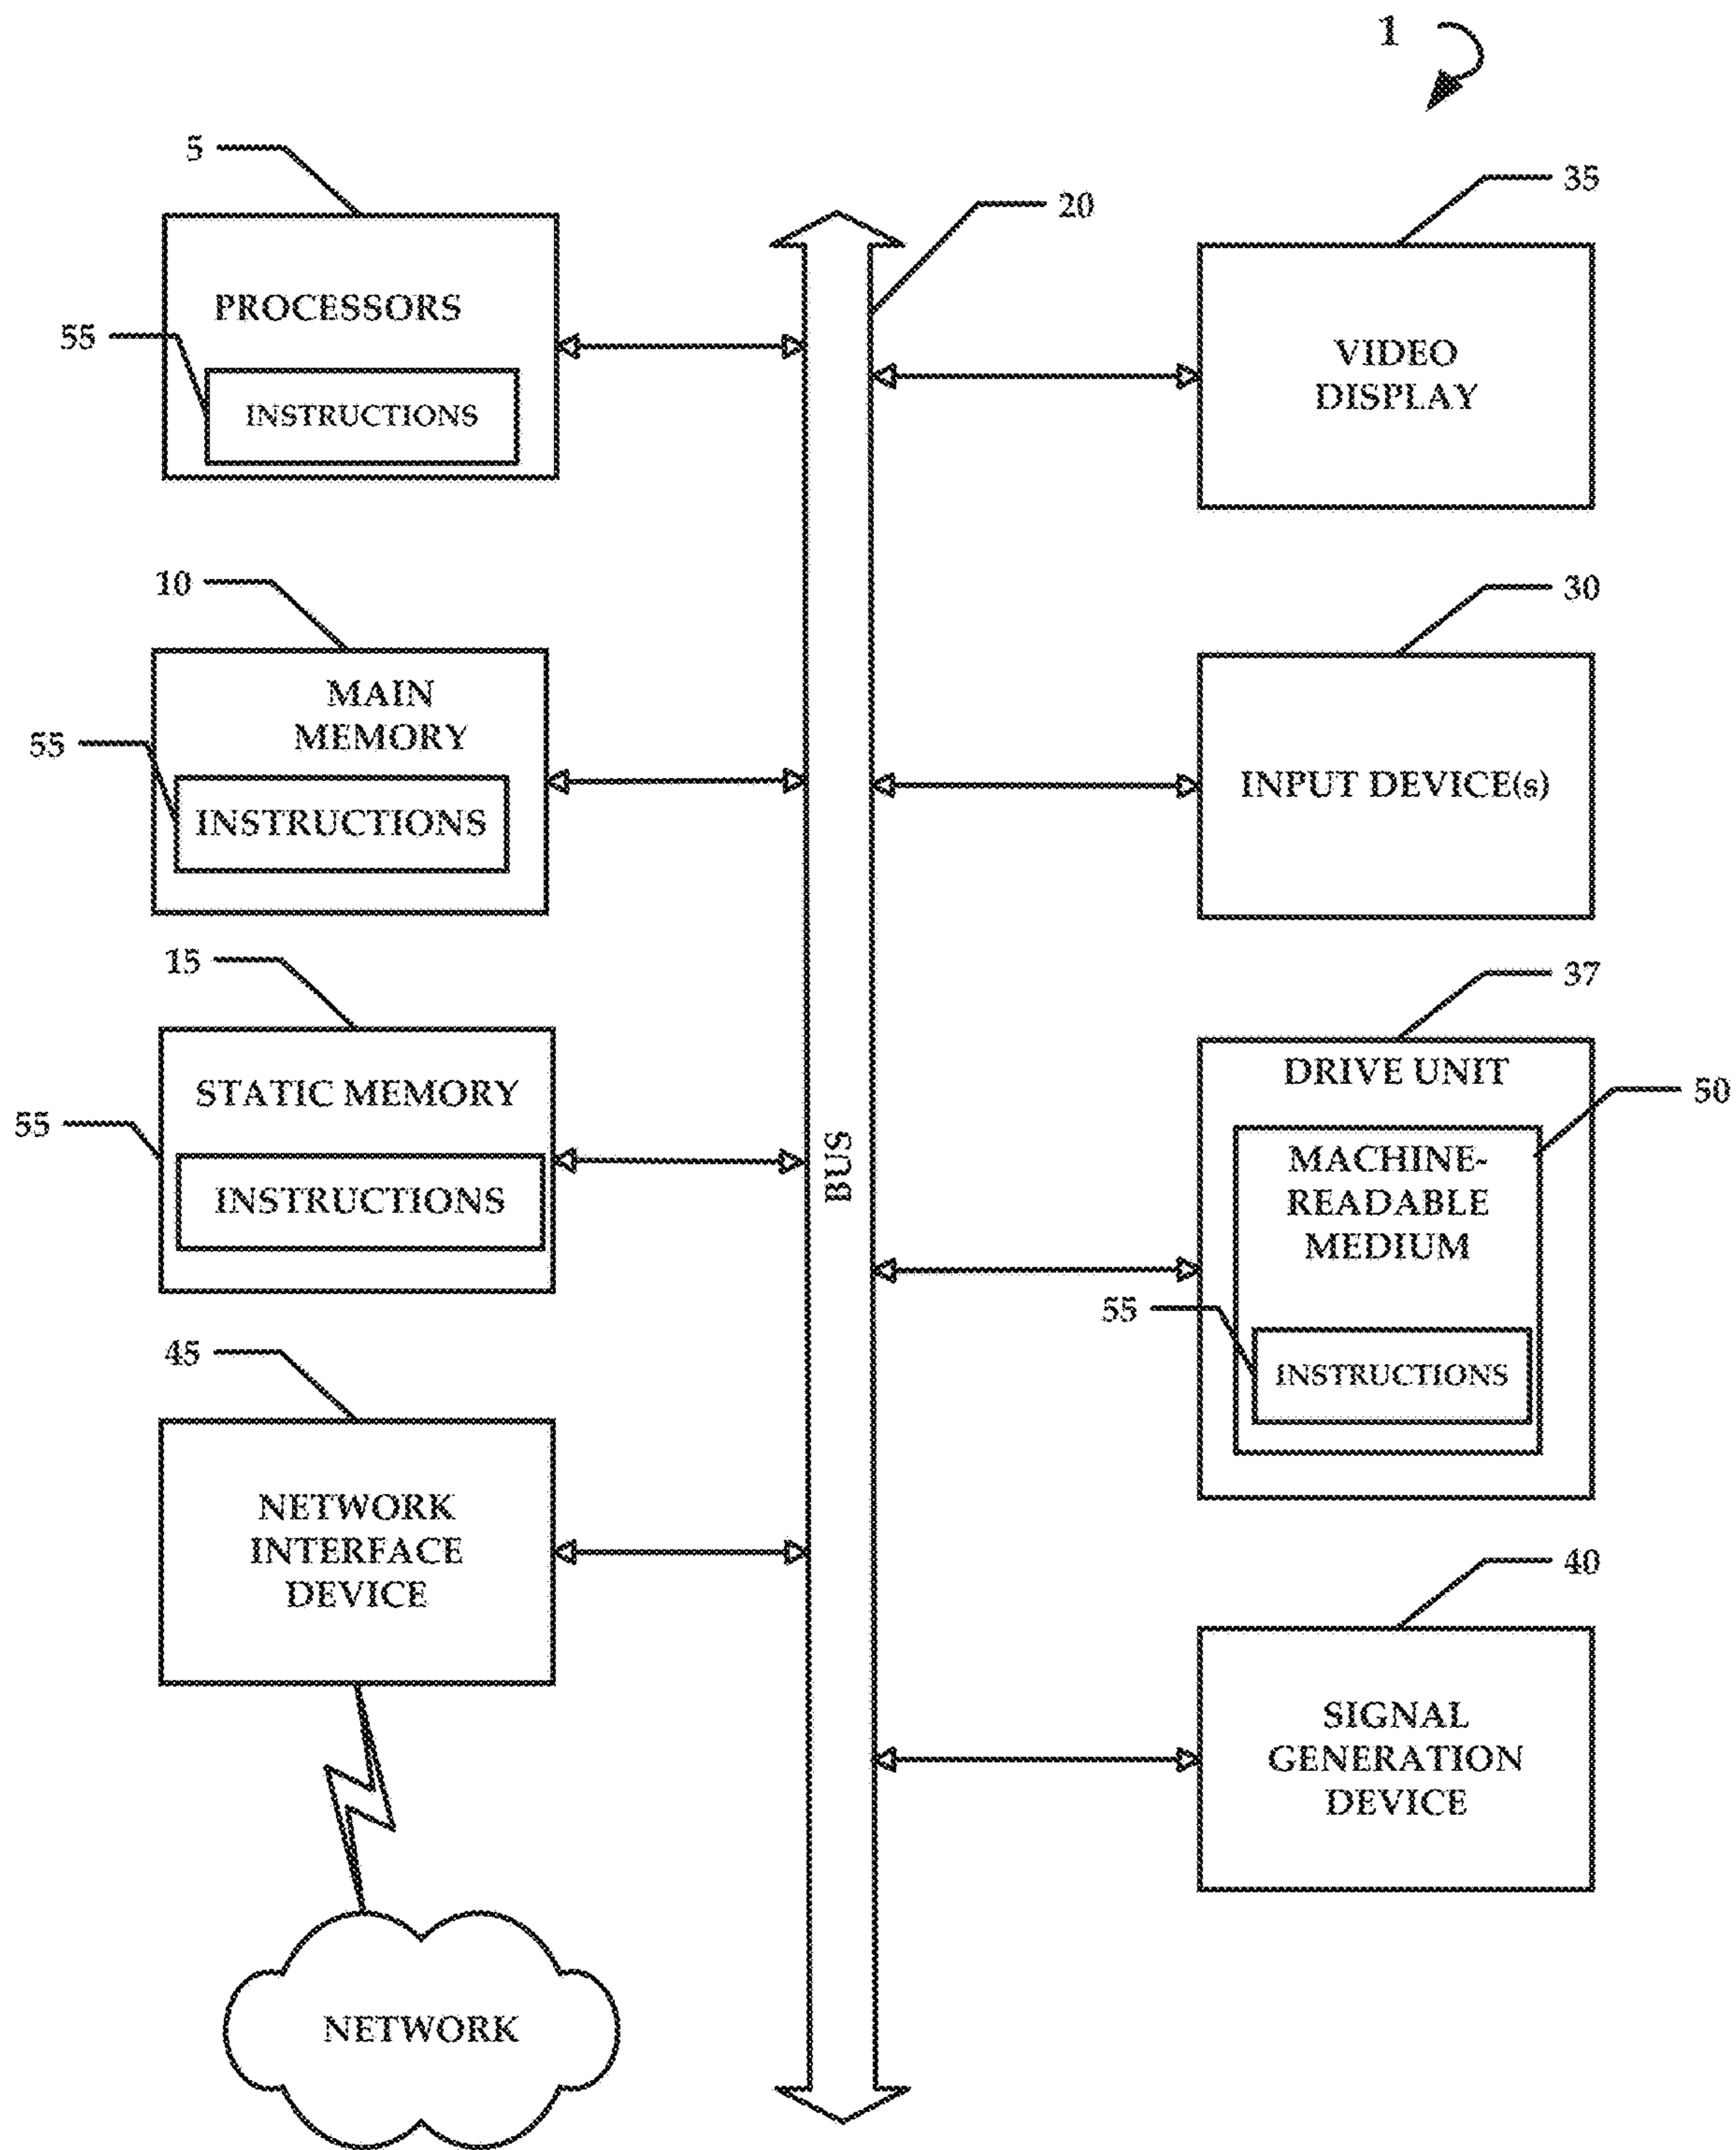 1
5
PROCESSORS
55
INSTRUCTIONS
10
MAIN
MEMORY
55
INSTRUCTIONS
15
STATIC MEMORY
55
INSTRUCTIONS
45
NETWORK
INTERFACE
DEVICE
NETWORK
20
BUS
35
VIDEO
DISPLAY
30
INPUT DEVICE(s)
37
DRIVE UNIT
50
MACHINE-
READABLE
MEDIUM
55
INSTRUCTIONS
40
SIGNAL
GENERATION
DEVICE